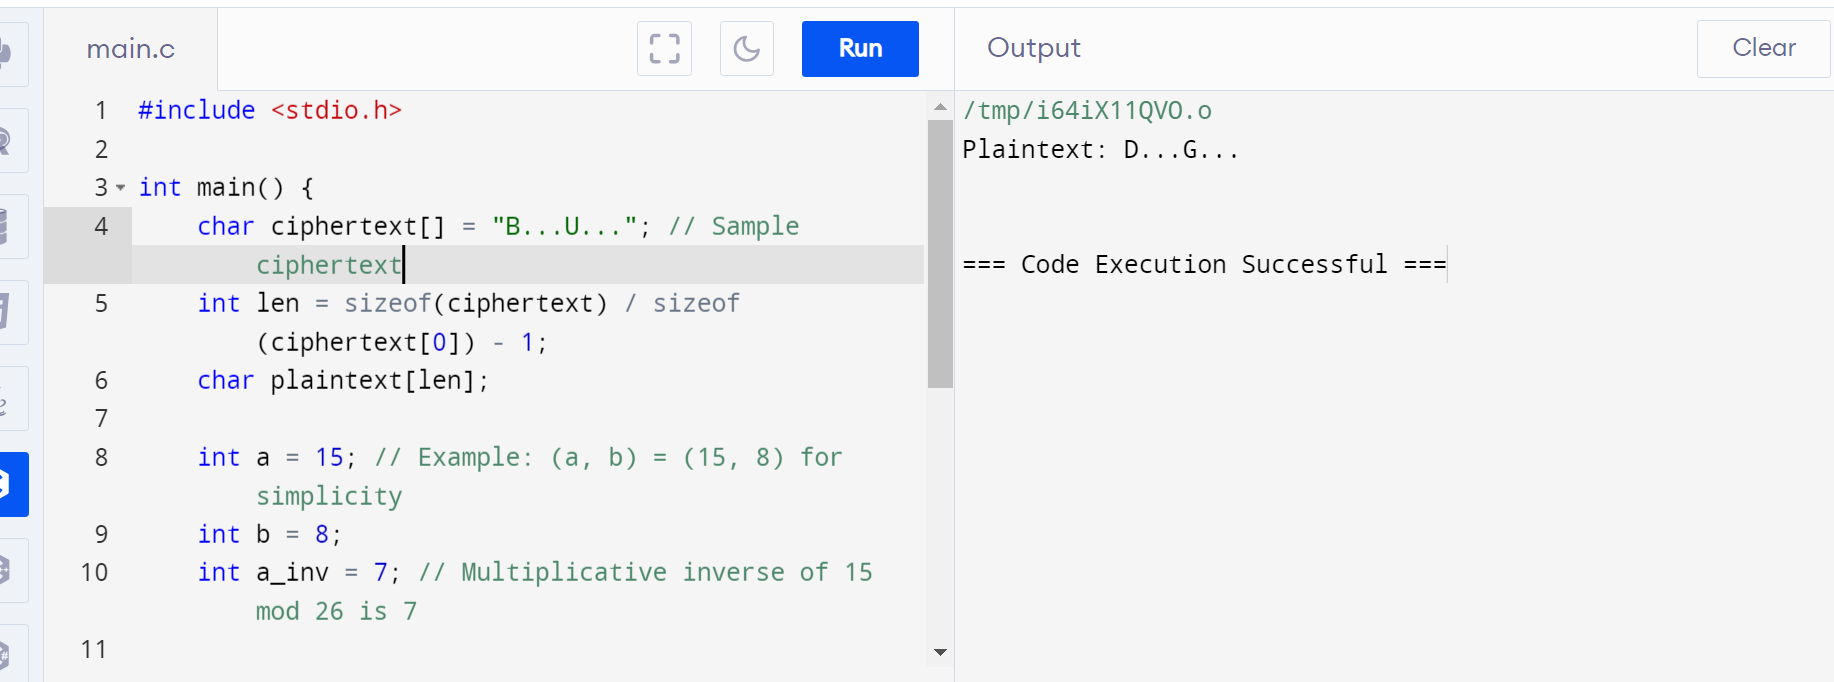 main.c
Run
Output
Clear
1 #include <stdio.h>
2
3 int main() {
4 char ciphertext[] = "B...U..."; // Sample
ciphertext
5 int len = sizeof(ciphertext) / sizeof
(ciphertext[0]) - 1;
6 char plaintext[len];
7
8 int a = 15; // Example: (a, b) = (15, 8) for
simplicity
9 int b = 8;
10 int a_inv = 7; // Multiplicative inverse of 15
mod 26 is 7
11
/tmp/i64iX11QVO.o
Plaintext: D...G...
=== Code Execution Successful ===